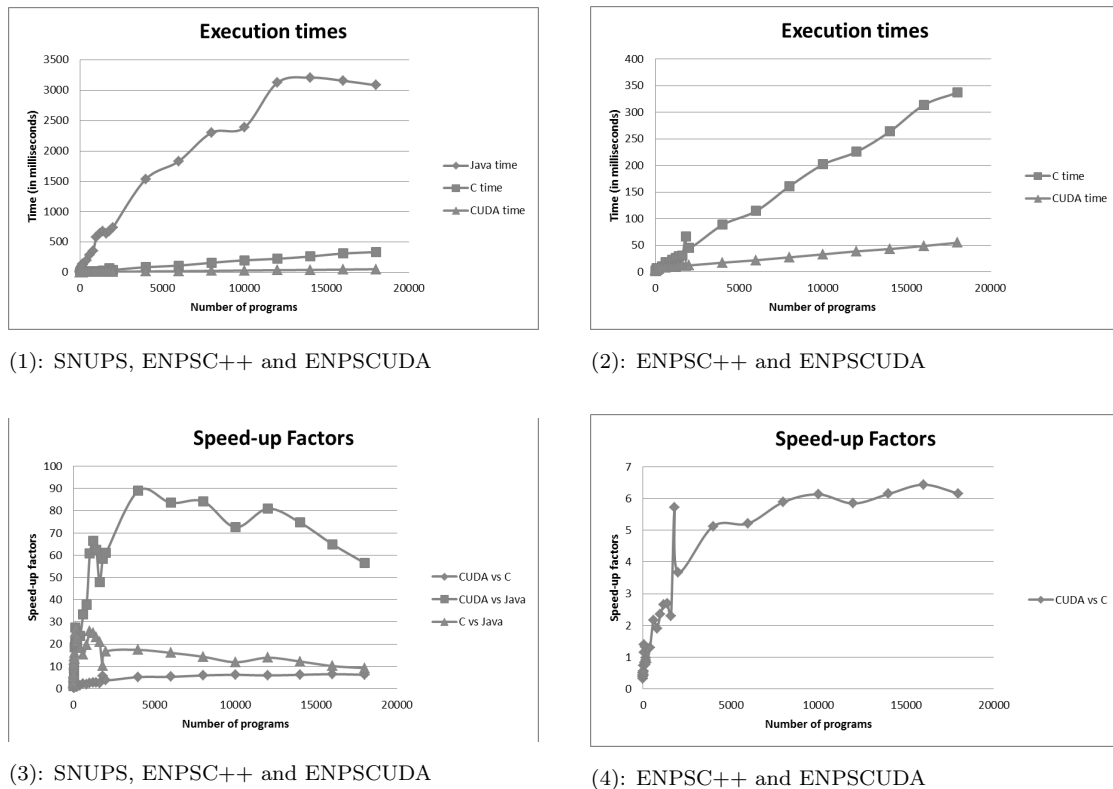 Execution times
3500
3000
2500
2000
1500
1000
500
0
Time (in milliseconds)
0 5000 10000 15000 20000
Number of programs
Java time
C time
CUDA time
(1): SNUPS, ENPSC++ and ENPSCUDA
Execution times
400
350
300
250
200
150
100
50
0
Time (in milliseconds)
0 5000 10000 15000 20000
Number of programs
C time
CUDA time
(2): ENPSC++ and ENPSCUDA
Speed-up Factors
100
90
80
70
60
50
40
30
20
10
0
Speed-up factors
0 5000 10000 15000 20000
Number of programs
CUDA vs C
CUDA vs Java
C vs Java
(3): SNUPS, ENPSC++ and ENPSCUDA
Speed-up Factors
7
6
5
4
3
2
1
0
Speed-up factors
0 5000 10000 15000 20000
Number of programs
CUDA vs C
(4): ENPSC++ and ENPSCUDA